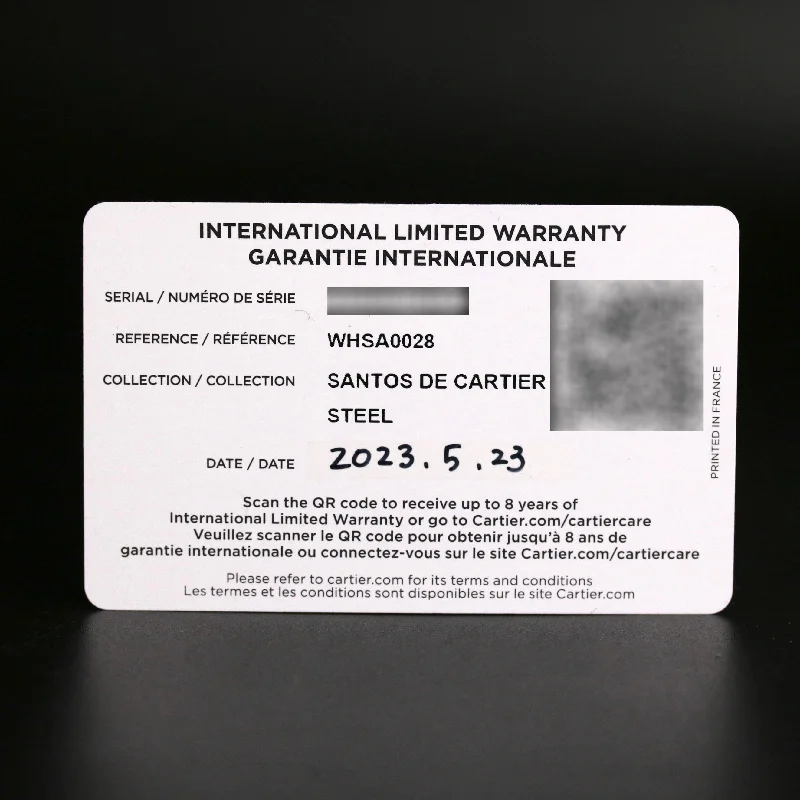 INTERNATIONAL LIMITED WARRANTY
GARANTIE INTERNATIONALE
SERIAL / NUMÉRO DE SÉRIE
REFERENCE / RÉFÉRENCE WHSA0028
COLLECTION / COLLECTION SANTOS DE CARTIER
STEEL
DATE / DATE 2023.5.23
PRINTED IN FRANCE
Scan the QR code to receive up to 8 years of
International Limited Warranty or go to Cartier.com/cartiercare
Veuillez scanner le QR code pour obtenir jusqu'à 8 ans de
garantie internationale ou connectez-vous sur le site Cartier.com/cartiercare
Please refer to cartier.com for its terms and conditions
Les termes et les conditions sont disponibles sur le site Cartier.com